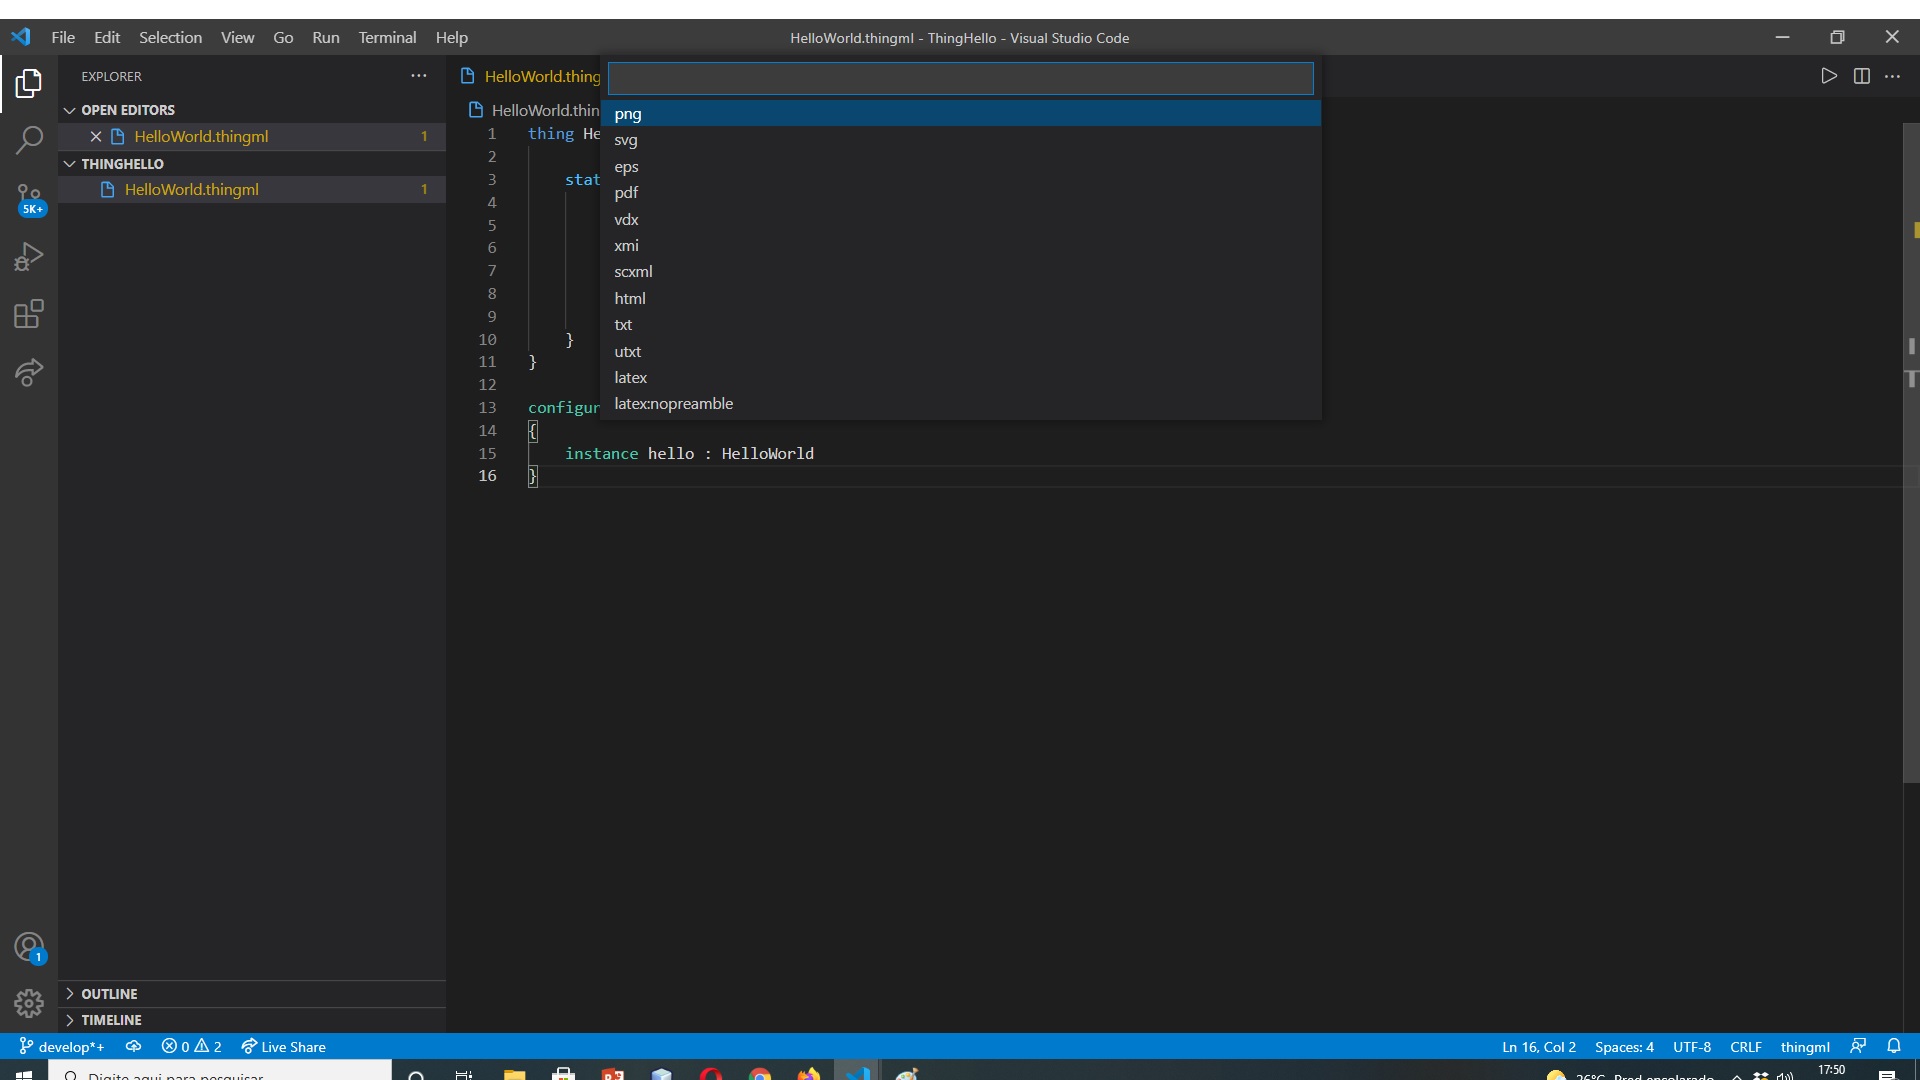 File Edit Selection View Go Run Terminal Help
HelloWorld.thingml - ThingHello - Visual Studio Code
EXPLORER
OPEN EDITORS
HelloWorld.thingml 1
THINGHELLO
HelloWorld.thingml 1
5K+
1
OUTLINE
TIMELINE
HelloWorld.thing
HelloWorld.thin
png
svg
eps
pdf
vdx
xmi
scxml
html
txt
utxt
latex
latex:nopreamble
1 thing He
2
3 stat
4
5
6
7
8
9
10 }
11 }
12
13 configur
14 {
15 instance hello : HelloWorld
16 }
develop*+ 0 2 Live Share
Ln 16, Col 2 Spaces: 4 UTF-8 CRLF thingml
Digite aqui para pesquisar
26°C Pred ensolarado 17:50